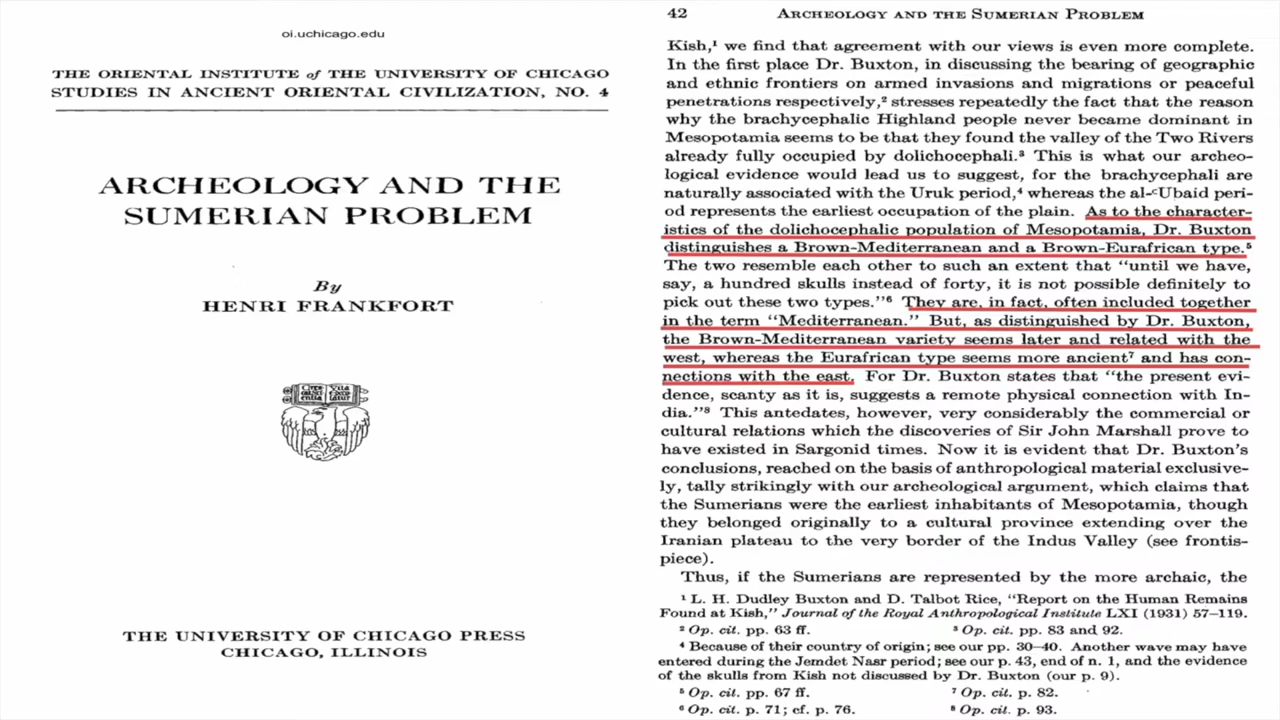 oi.uchicago.edu
THE ORIENTAL INSTITUTE of THE UNIVERSITY OF CHICAGO
STUDIES IN ANCIENT ORIENTAL CIVILIZATION, NO. 4
ARCHEOLOGY AND THE
SUMERIAN PROBLEM
By
HENRI FRANKFORT
THE UNIVERSITY OF CHICAGO PRESS
CHICAGO, ILLINOIS
42 ARCHEOLOGY AND THE SUMERIAN PROBLEM
Kish,¹ we find that agreement with our views is even more complete.
In the first place Dr. Buxton, in discussing the bearing of geographic
and ethnic frontiers on armed invasions and migrations or peaceful
penetrations respectively,² stresses repeatedly the fact that the reason
why the brachycephalic Highland people never became dominant in
Mesopotamia seems to be that they found the valley of the Two Rivers
already fully occupied by dolichocephali.³ This is what our archeo-
logical evidence would lead us to suggest, for the brachycephali are
naturally associated with the Uruk period,⁴ whereas the al-ᶜUbaid peri-
od represents the earliest occupation of the plain. As to the character-
istics of the dolichocephalic population of Mesopotamia, Dr. Buxton
distinguishes a Brown-Mediterranean and a Brown-Eurafrican type.⁵
The two resemble each other to such an extent that “until we have,
say, a hundred skulls instead of forty, it is not possible definitely to
pick out these two types.”⁶ They are, in fact, often included together
in the term “Mediterranean.” But, as distinguished by Dr. Buxton,
the Brown-Mediterranean variety seems later and related with the
west, whereas the Eurafrican type seems more ancient⁷ and has con-
nections with the east. For Dr. Buxton states that “the present evi-
dence, scanty as it is, suggests a remote physical connection with In-
dia.”⁸ This antedates, however, very considerably the commercial or
cultural relations which the discoveries of Sir John Marshall prove to
have existed in Sargonid times. Now it is evident that Dr. Buxton’s
conclusions, reached on the basis of anthropological material exclusive-
ly, tally strikingly with our archeological argument, which claims that
the Sumerians were the earliest inhabitants of Mesopotamia, though
they belonged originally to a cultural province extending over the
Iranian plateau to the very border of the Indus Valley (see frontis-
piece).
Thus, if the Sumerians are represented by the more archaic, the
¹ L. H. Dudley Buxton and D. Talbot Rice, “Report on the Human Remains
Found at Kish,” Journal of the Royal Anthropological Institute LXI (1931) 57–119.
² Op. cit. pp. 63 ff. ³ Op. cit. pp. 83 and 92.
⁴ Because of their country of origin; see our pp. 30–40. Another wave may have
entered during the Jemdet Nasr period; see our p. 43, end of n. 1, and the evidence
of the skulls from Kish not discussed by Dr. Buxton (our p. 9).
⁵ Op. cit. pp. 67 ff. ⁷ Op. cit. p. 82.
⁶ Op. cit. p. 71; cf. p. 76. ⁸ Op. cit. p. 93.